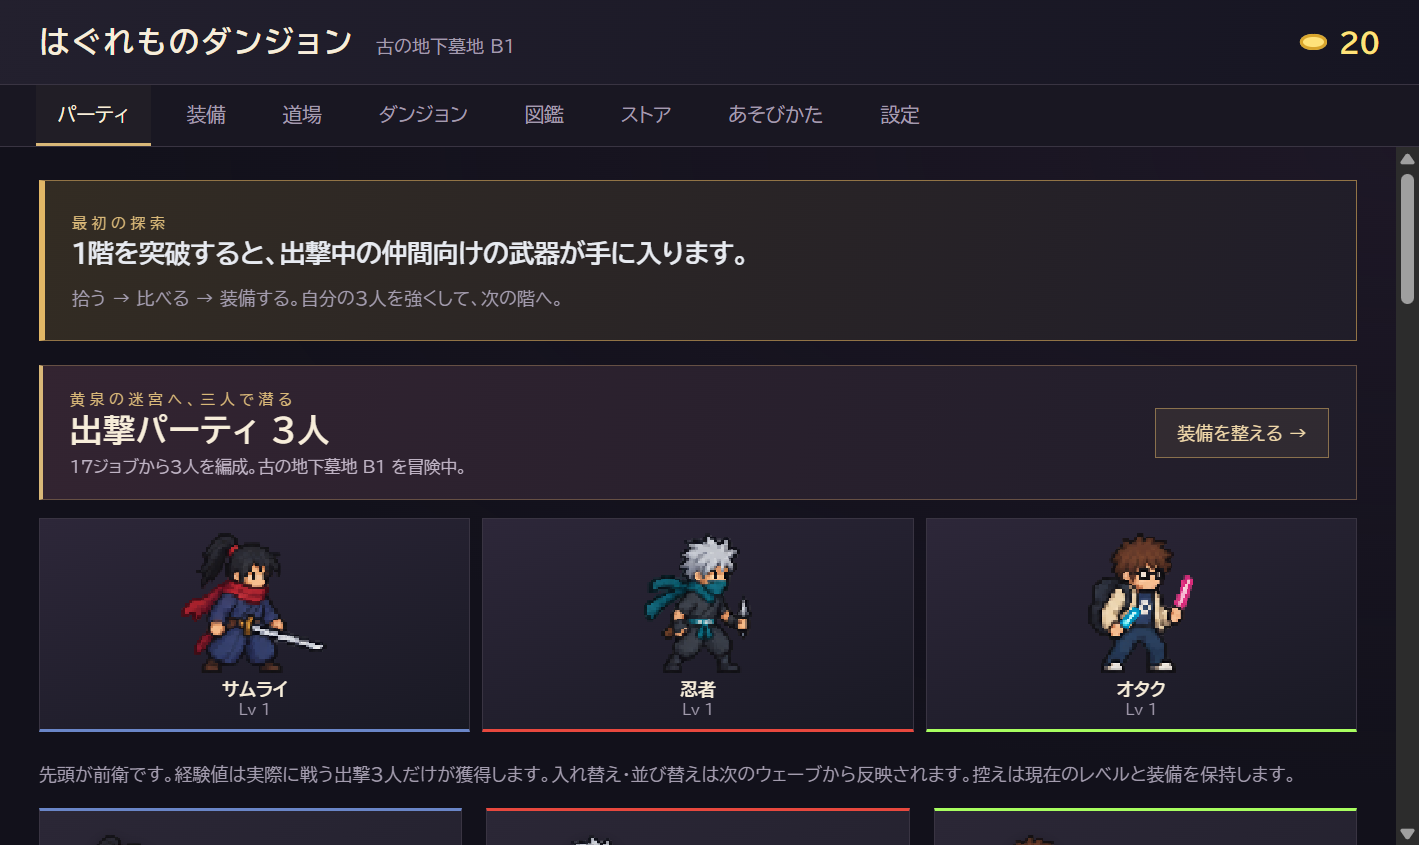 はぐれものダンジョン 古の地下墓地 B1
20
パーティ 装備 道場 ダンジョン 図鑑 ストア あそびかた 設定
最初の探索
1階を突破すると、出撃中の仲間向けの武器が手に入ります。
拾う → 比べる → 装備する。自分の3人を強くして、次の階へ。
黄泉の迷宮へ、三人で潜る
出撃パーティ 3人
17ジョブから3人を編成。古の地下墓地 B1 を冒険中。
装備を整える →
サムライ
Lv 1
忍者
Lv 1
オタク
Lv 1
先頭が前衛です。経験値は実際に戦う出撃3人だけが獲得します。入れ替え・並び替えは次のウェーブから反映されます。控えは現在のレベルと装備を保持します。